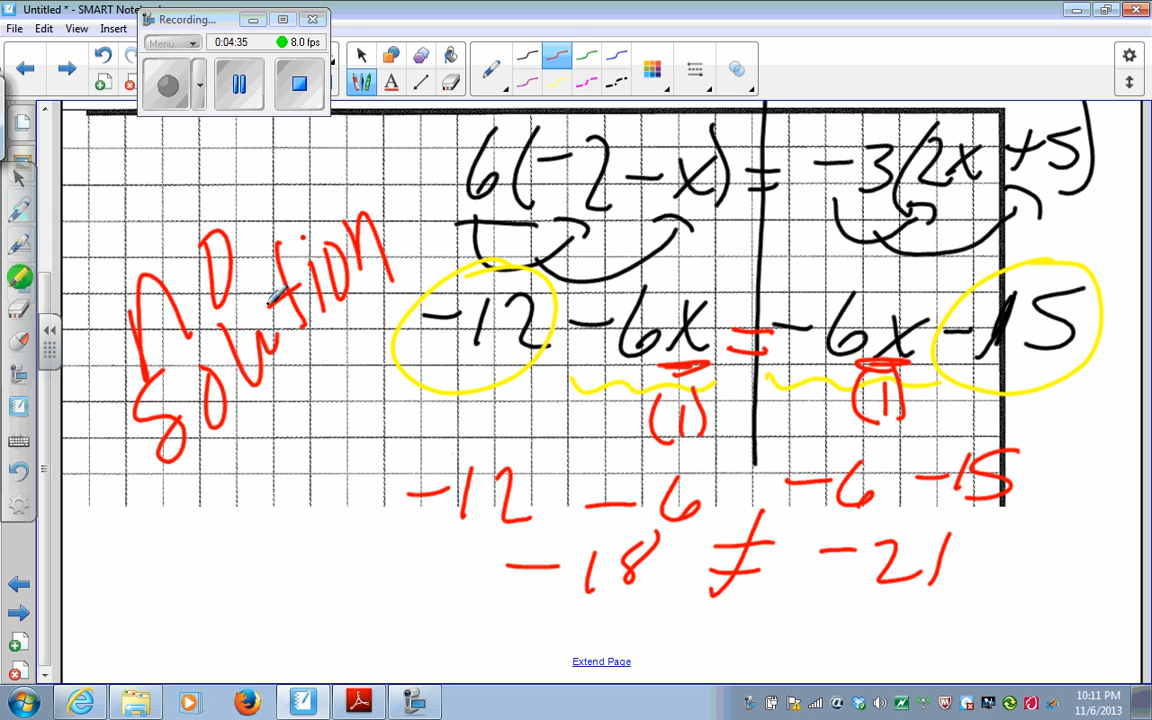 Untitled * - SMART Noteb
Recording...
File Edit View Insert
Menu
0:04:35
8.0 fps
6(-2-x) = -3(2x+5)
-12 -6x = -6x -15
(1) (1)
no
solution
-12 -6 -6 -15
-18 ≠ -21
Extend Page
10:11 PM
11/6/2013